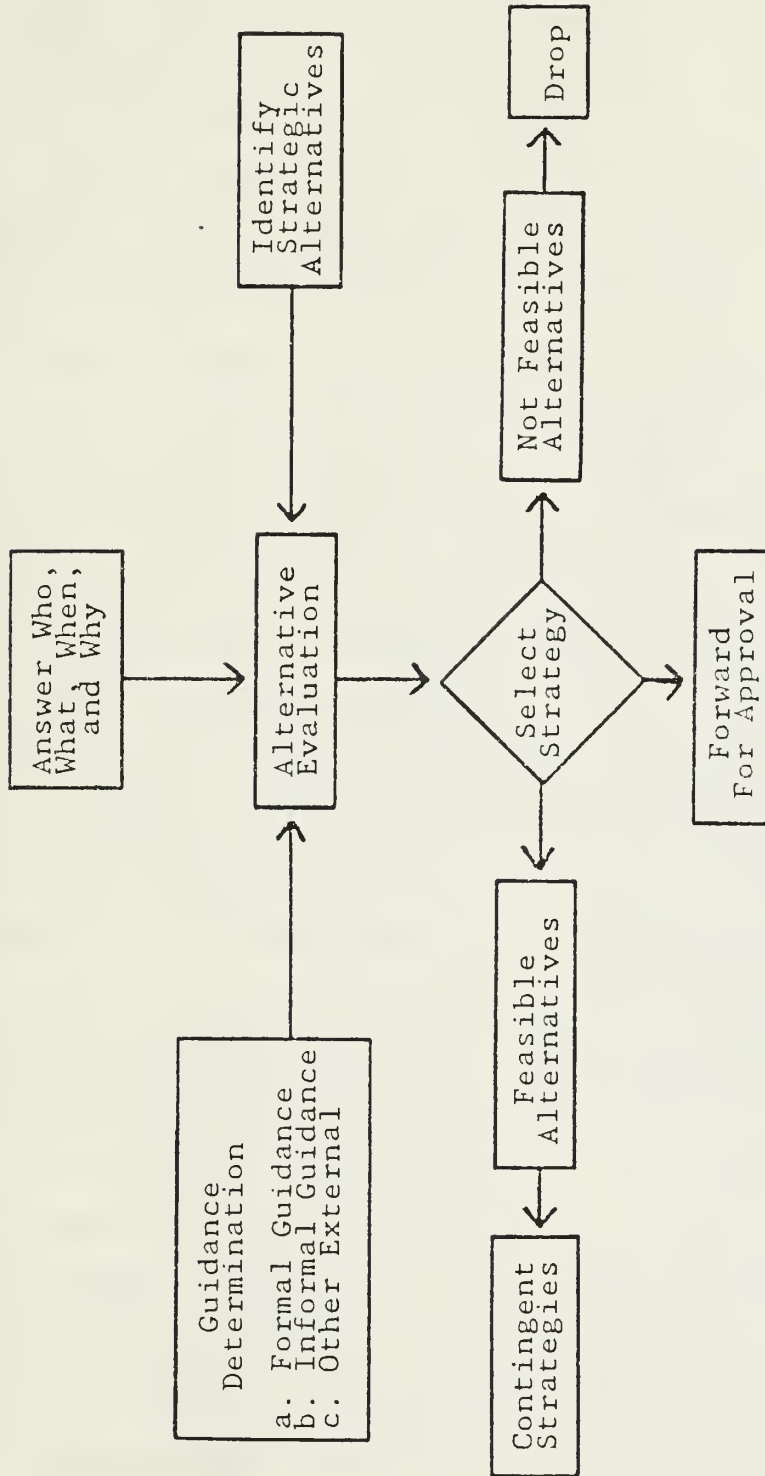 Answer Who,
What, When,
and Why
Guidance
Determination
a. Formal Guidance
b. Informal Guidance
c. Other External
Alternative
Evaluation
Identify
Strategic
Alternatives
Select
Strategy
Contingent
Strategies
Feasible
Alternatives
Not Feasible
Alternatives
Drop
Forward
For Approval